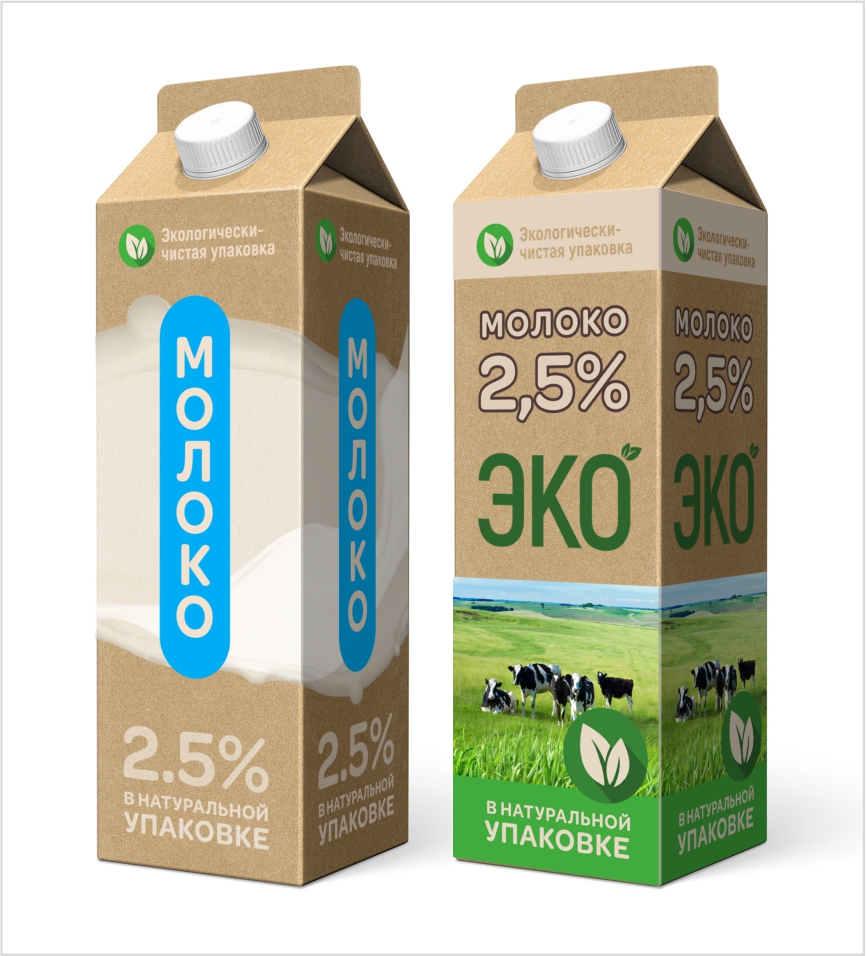 Экологически-
чистая упаковка
Экологически-
чистая упаковка
МОЛОКО
МОЛОКО
2.5%
В НАТУРАЛЬНОЙ
УПАКОВКЕ
2.5%
В НАТУРАЛЬНОЙ
УПАКОВКЕ
Экологически-
чистая упаковка
Экологически-
чистая упаковка
МОЛОКО
2,5%
ЭКО
МОЛОКО
2,5%
ЭКО
В НАТУРАЛЬНОЙ
УПАКОВКЕ
В НАТУРАЛЬНОЙ
УПАКОВКЕ